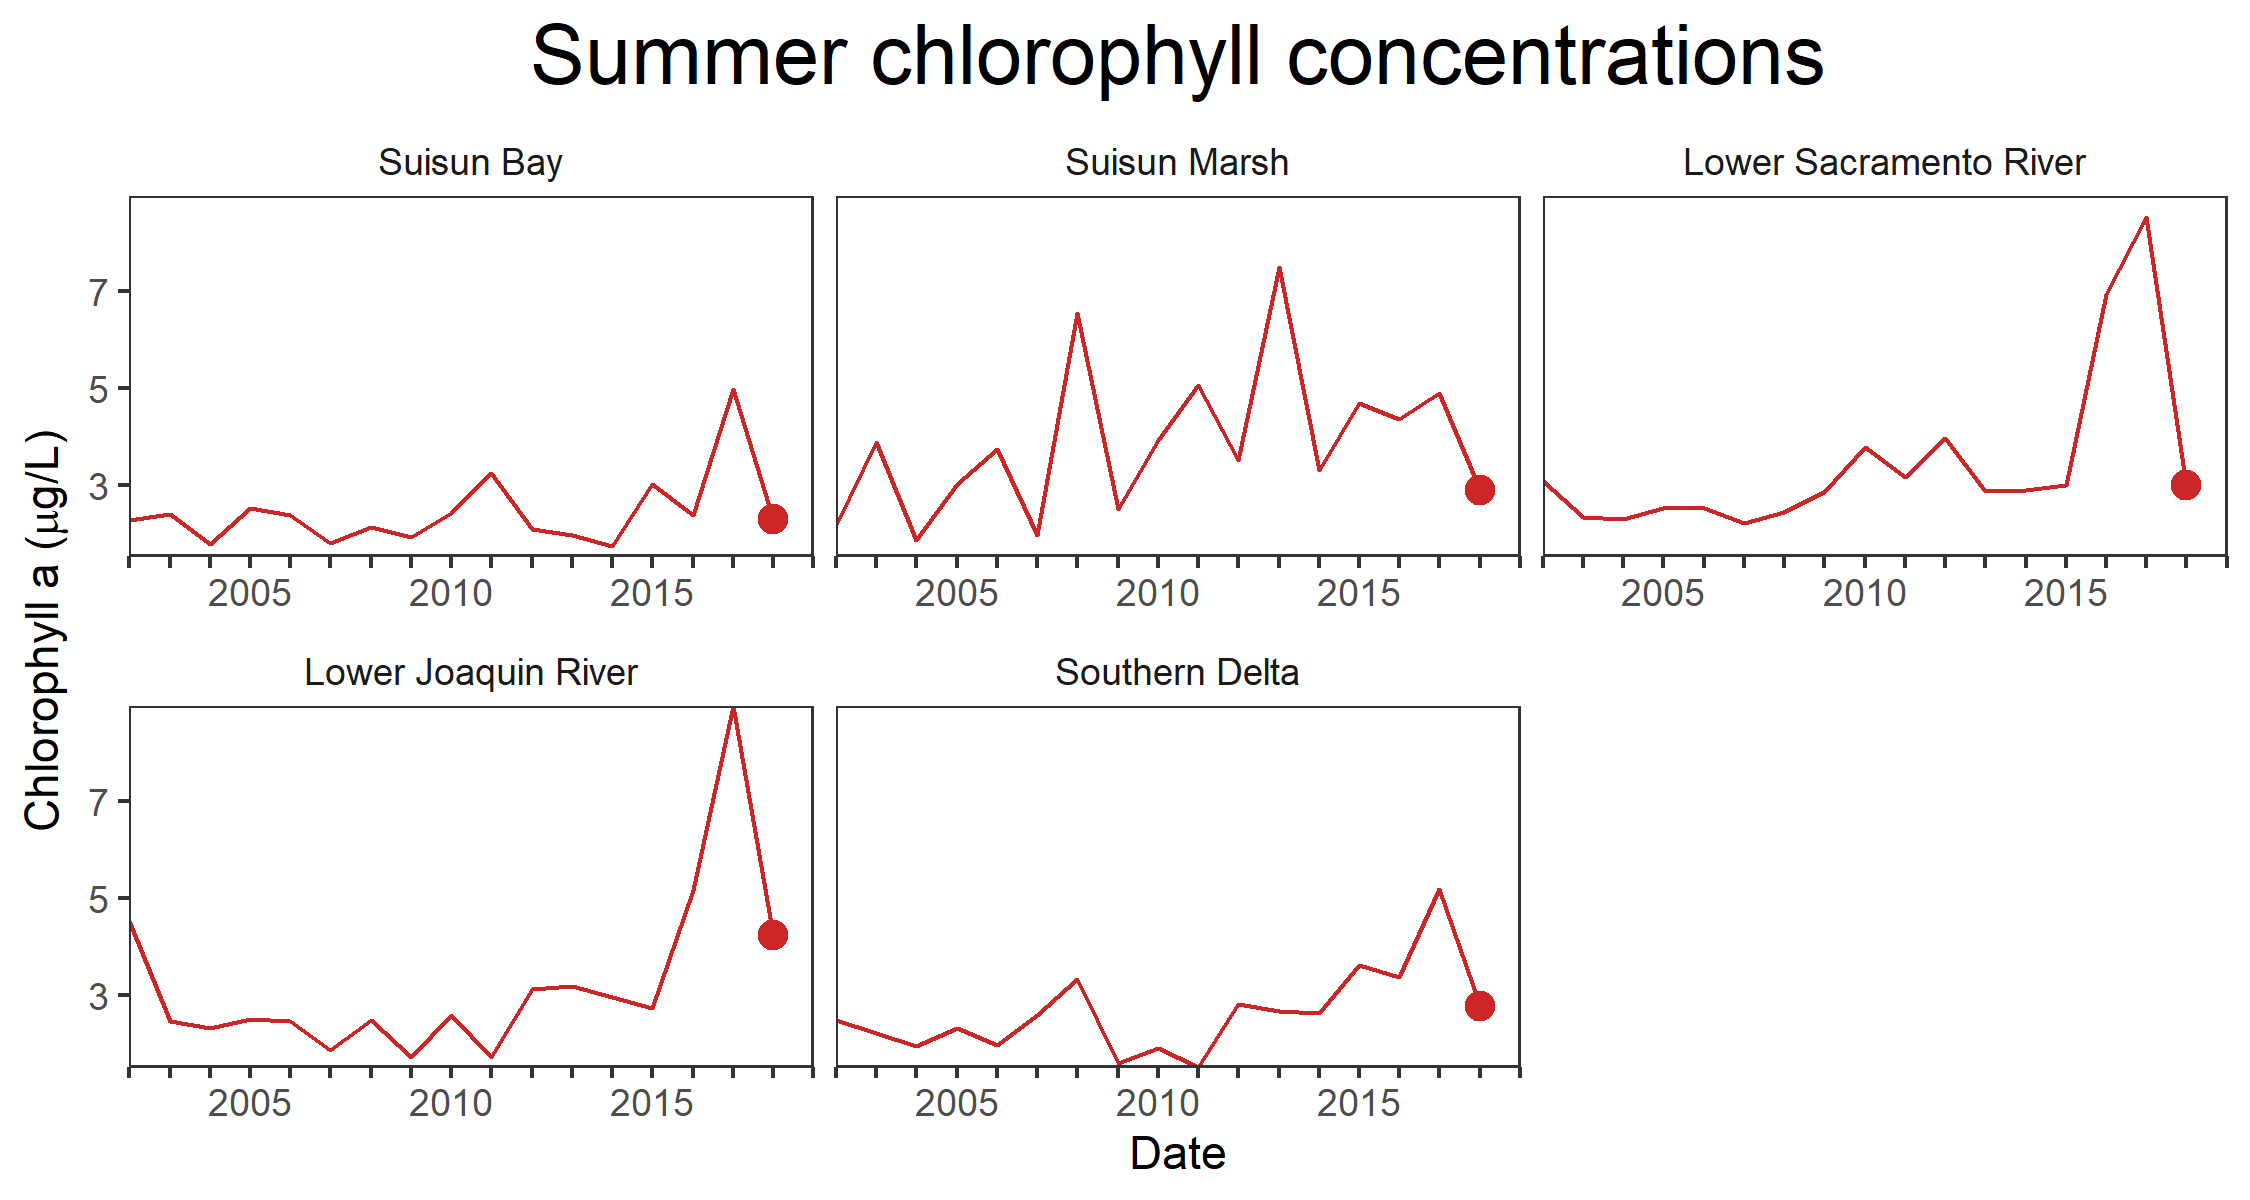 Summer chlorophyll concentrations
Suisun Bay
Suisun Marsh
Lower Sacramento River
7
5
3
2005 2010 2015
2005 2010 2015
2005 2010 2015
Chlorophyll a (μg/L)
Lower Joaquin River
Southern Delta
7
5
3
2005 2010 2015
2005 2010 2015
Date